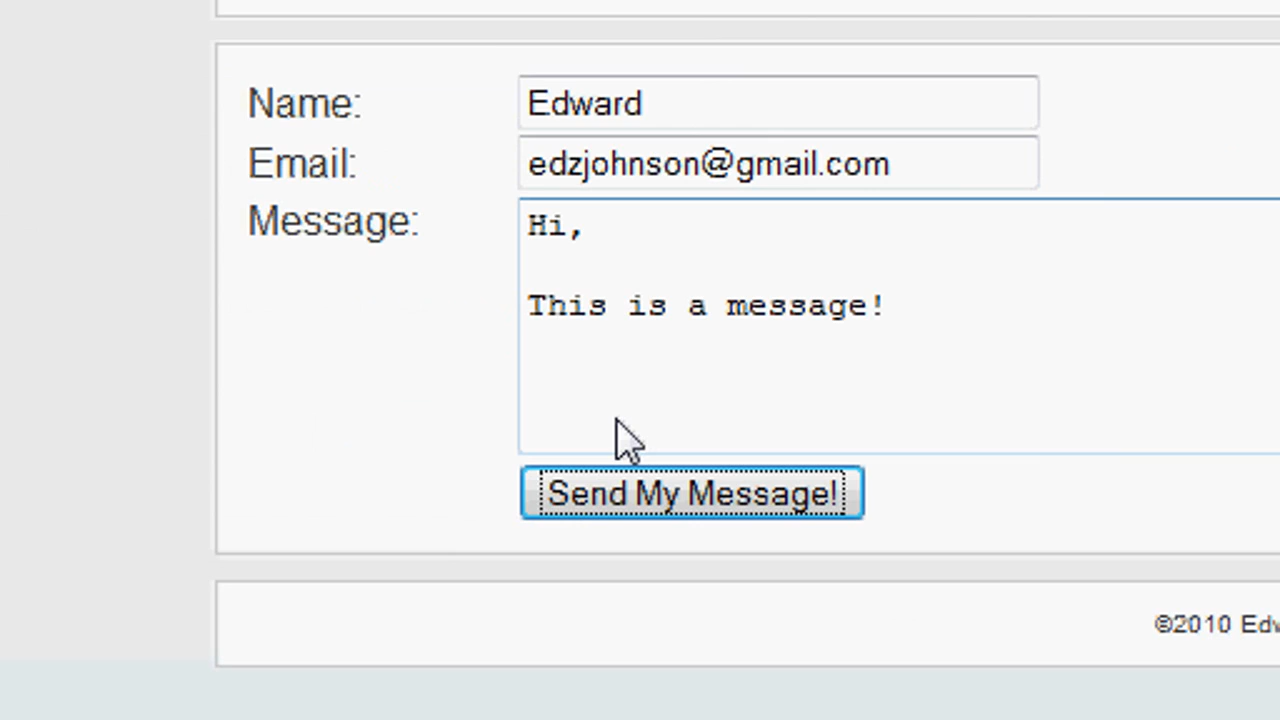 Name: Edward
Email: edzjohnson@gmail.com
Message: Hi,
This is a message!
Send My Message!
©2010